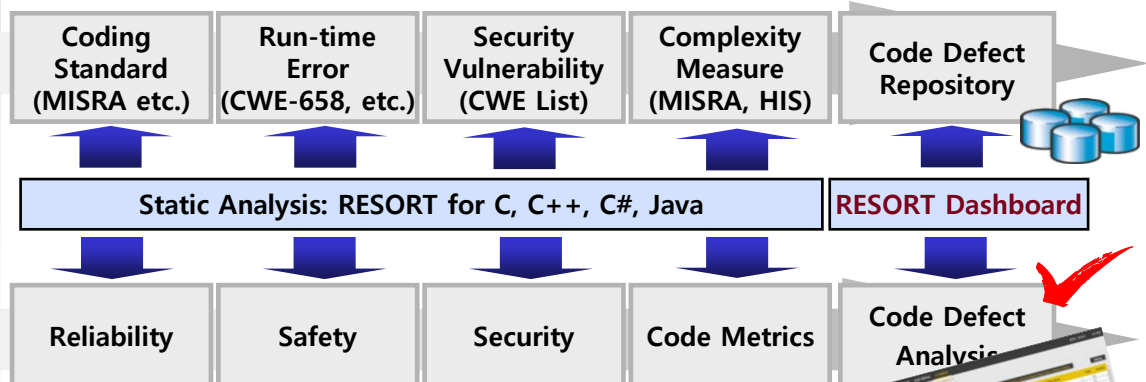 Coding
Standard
(MISRA etc.)
Run-time
Error
(CWE-658, etc.)
Security
Vulnerability
(CWE List)
Complexity
Measure
(MISRA, HIS)
Code Defect
Repository
Static Analysis: RESORT for C, C++, C#, Java
RESORT Dashboard
Reliability
Safety
Security
Code Metrics
Code Defect
Analysis